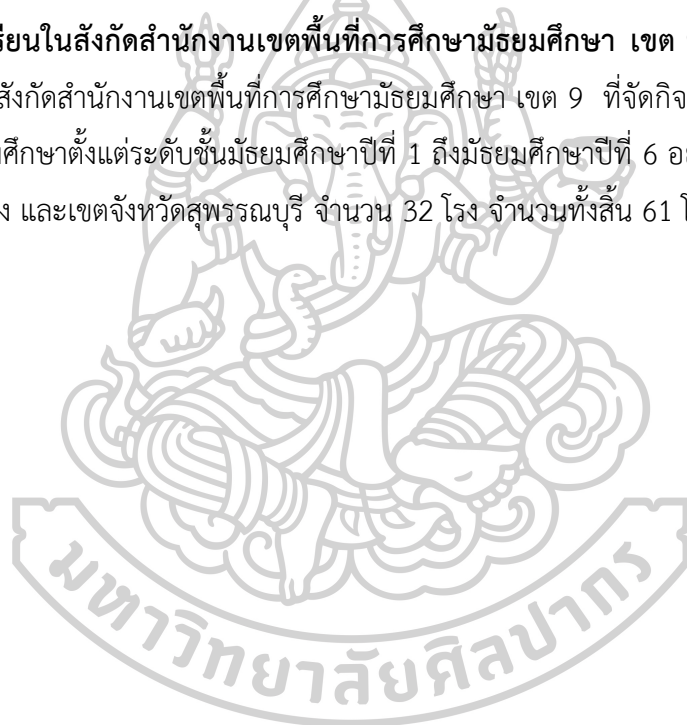 รียนในสังกัดสำนักงานเขตพื้นที่การศึกษามัธยมศึกษา เขต
สังกัดสำนักงานเขตพื้นที่การศึกษามัธยมศึกษา เขต 9 ที่จัดกิจ
มศึกษาตั้งแต่ระดับชั้นมัธยมศึกษาปีที่ 1 ถึงมัธยมศึกษาปีที่ 6
ง และเขตจังหวัดสุพรรณบุรี จำนวน 32 โรง จำนวนทั้งสิ้น 61
มหาวิทยาลัยศิลปากร